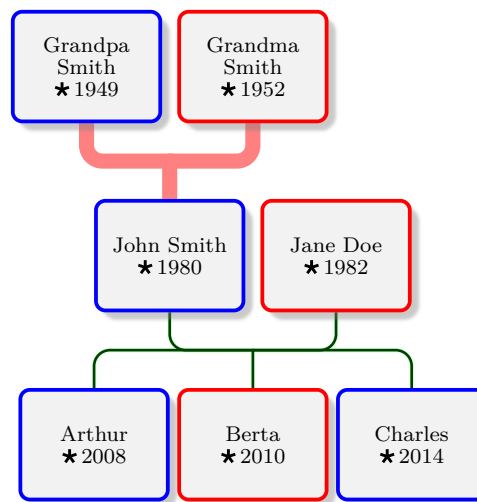 Grandpa
Smith
★1949
Grandma
Smith
★1952
John Smith
★1980
Jane Doe
★1982
Arthur
★2008
Berta
★2010
Charles
★2014